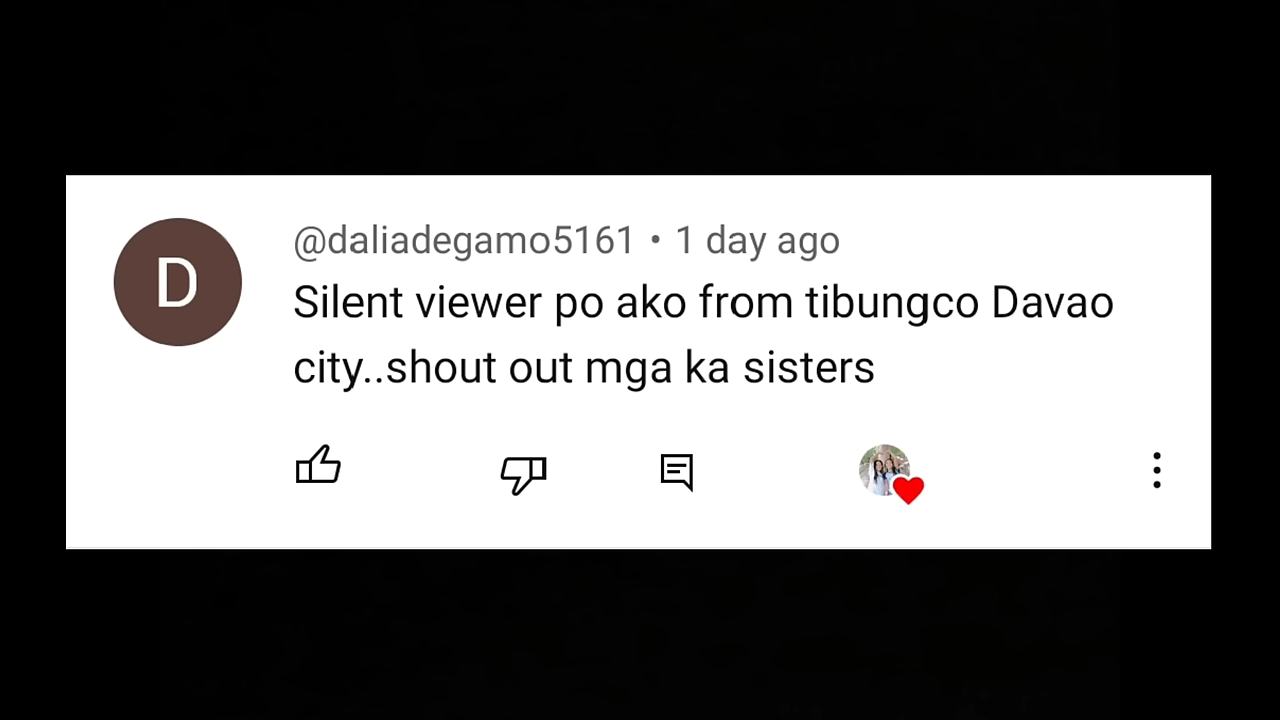 D
@daliadegamo5161 • 1 day ago
Silent viewer po ako from tibungco Davao
city..shout out mga ka sisters